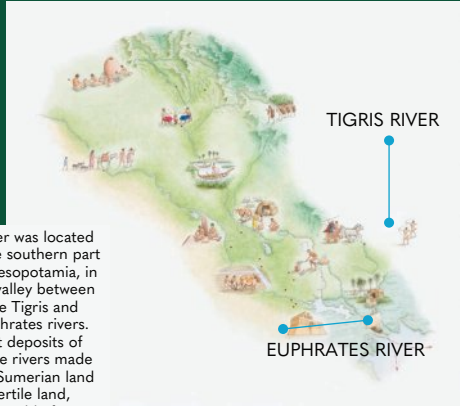 TIGRIS RIVER
er was located
e southern part
esopotamia, in
valley between
e Tigris and
hrates rivers.
t deposits of
e rivers made
Sumerian land
ertile land,
EUPHRATES RIVER